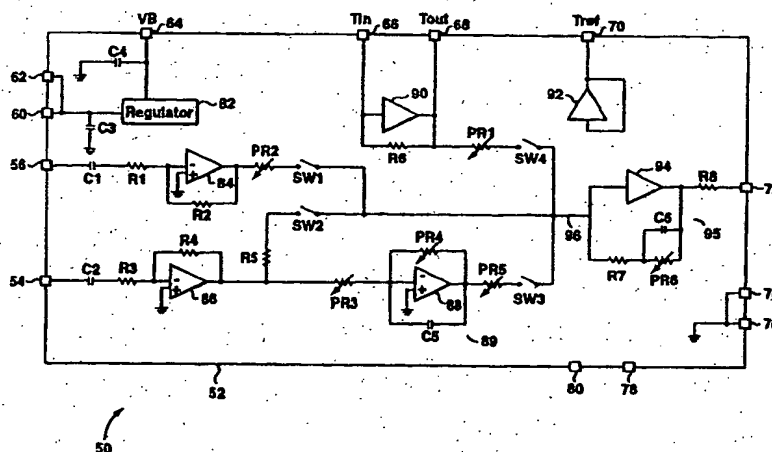 VB
64
Tin
66
Tout
68
Tref
70
C4
62
60
Regulator
82
C3
90
92
56
C1
R1
84
R2
PR2
SW1
R6
PR1
SW4
94
R8
C6
95
R7
PR6
96
SW2
R5
R4
54
C2
R3
86
PR3
PR4
88
C5
89
PR5
SW3
52
80
78
50